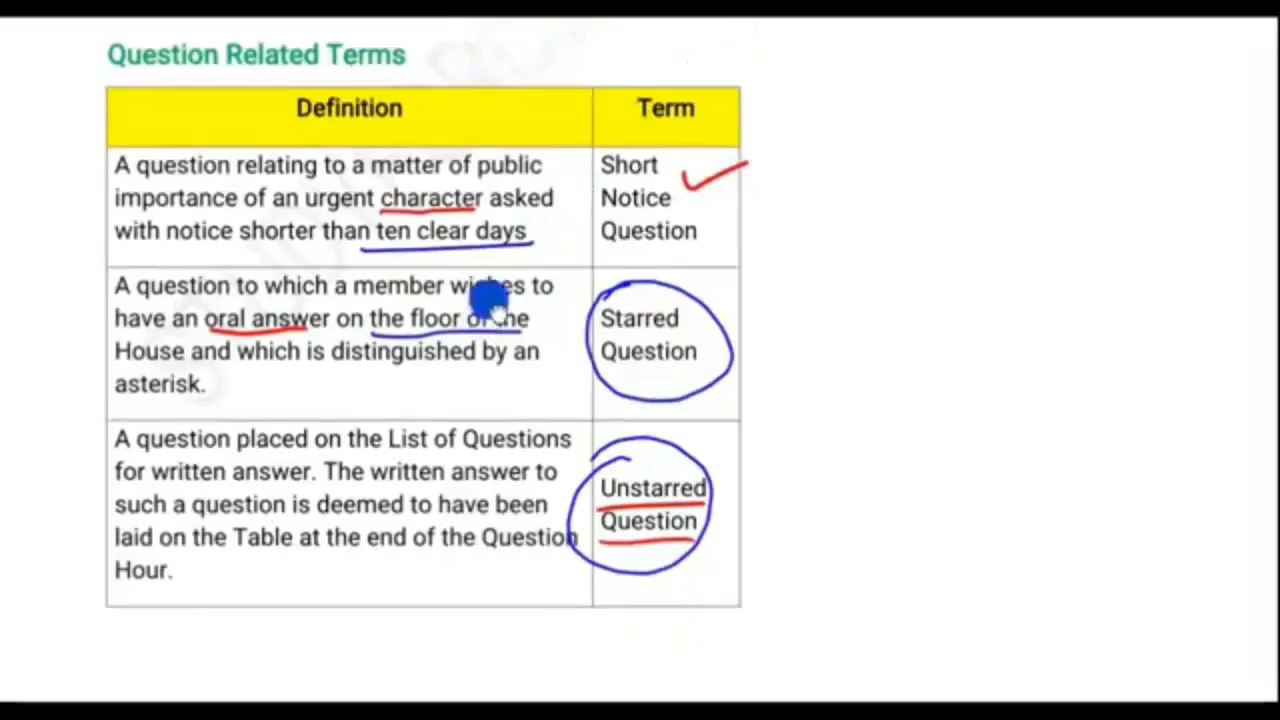 Question Related Terms
Definition
Term
A question relating to a matter of public
importance of an urgent character asked
with notice shorter than ten clear days
Short
Notice
Question
A question to which a member wishes to
have an oral answer on the floor of the
House and which is distinguished by an
asterisk.
Starred
Question
A question placed on the List of Questions
for written answer. The written answer to
such a question is deemed to have been
laid on the Table at the end of the Question
Hour.
Unstarred
Question